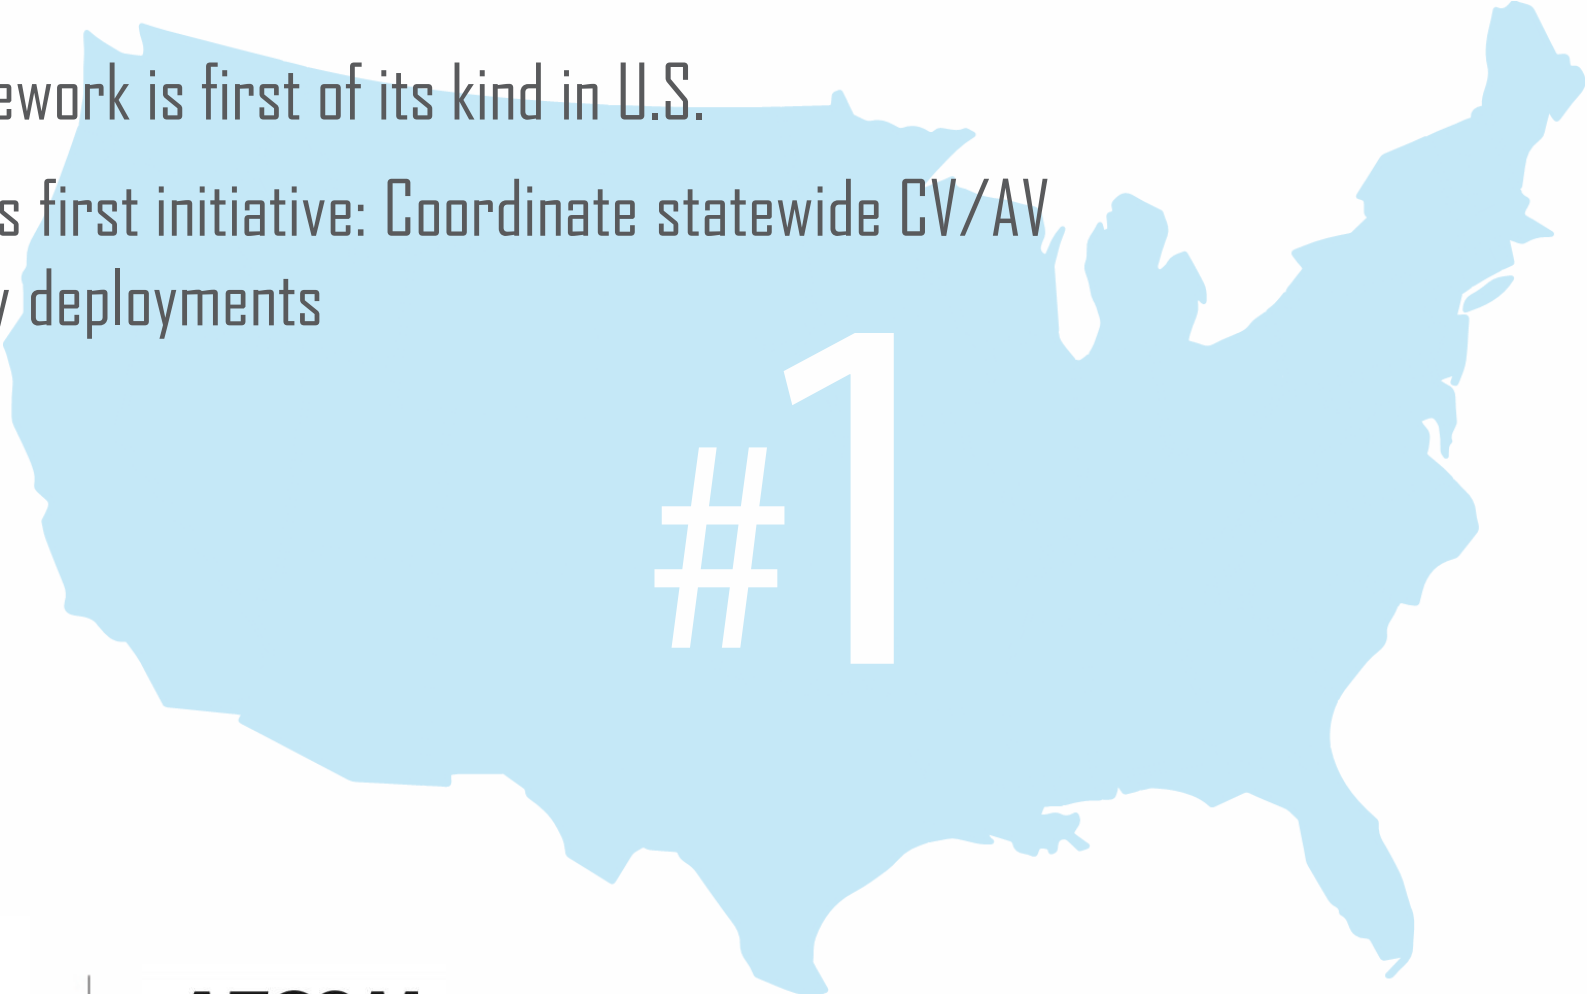 ework is first of its kind in U.S.
s first initiative: Coordinate statewide CV/AV
deployments
#1